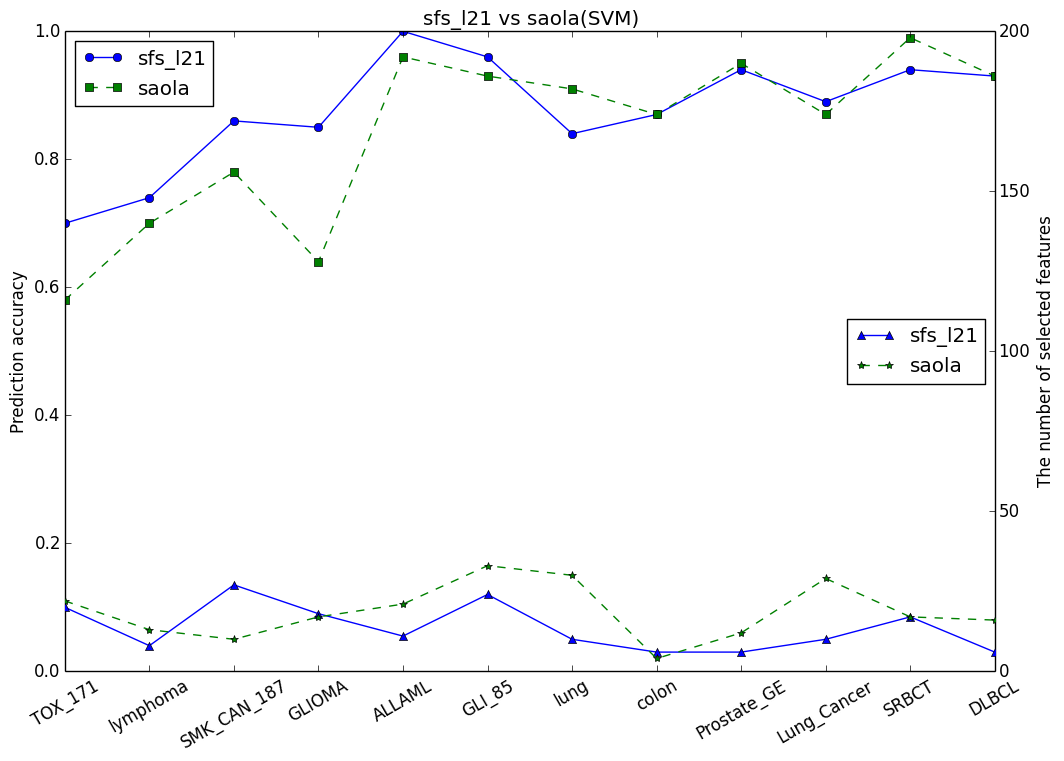 sfs_l21 vs saola(SVM)
1.0
0.8
0.6
0.4
0.2
0.0
Prediction accuracy
sfs_l21
saola
200
150
100
50
0
The number of selected features
sfs_l21
saola
TOX_171
lymphoma
SMK_CAN_187
GLIOMA
ALLAML
GLI_85
lung
colon
Prostate_GE
Lung_Cancer
SRBCT
DLBCL